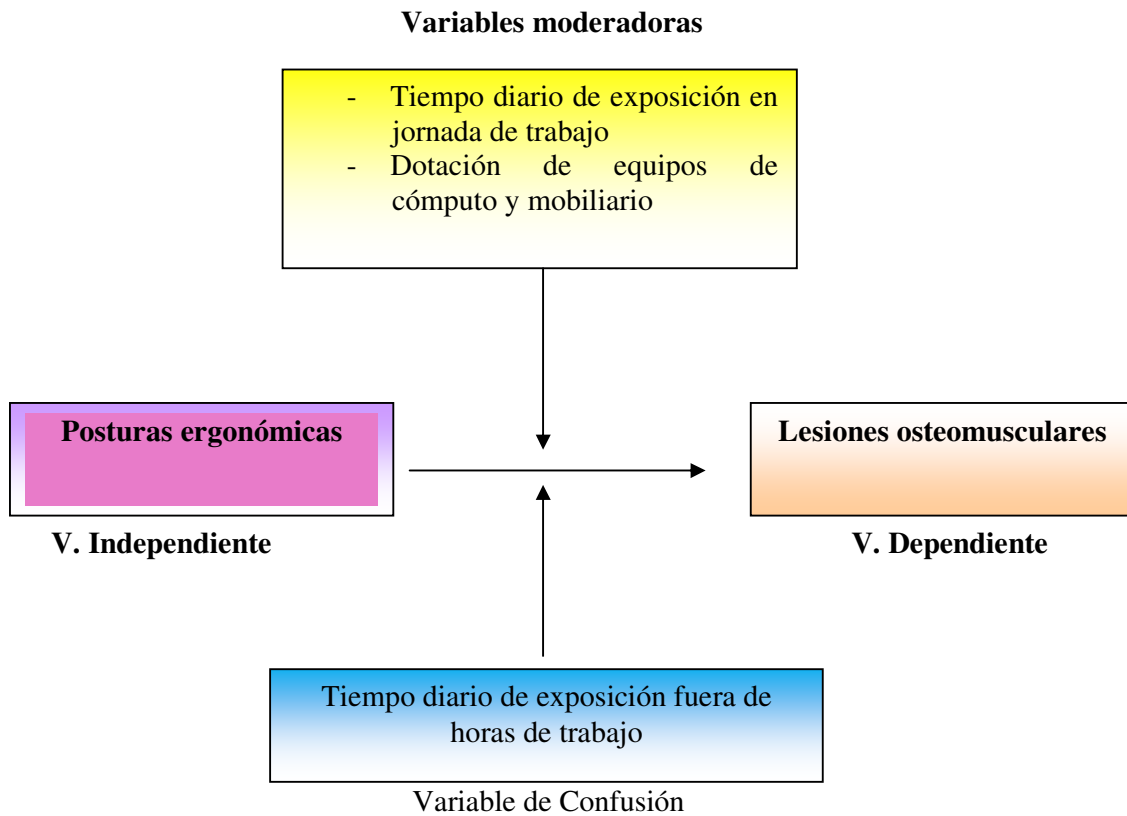 Variables moderadoras
- Tiempo diario de exposición en
jornada de trabajo
- Dotación de equipos de
cómputo y mobiliario
Posturas ergonómicas
Lesiones osteomusculares
V. Independiente
V. Dependiente
Tiempo diario de exposición fuera de
horas de trabajo
Variable de Confusión